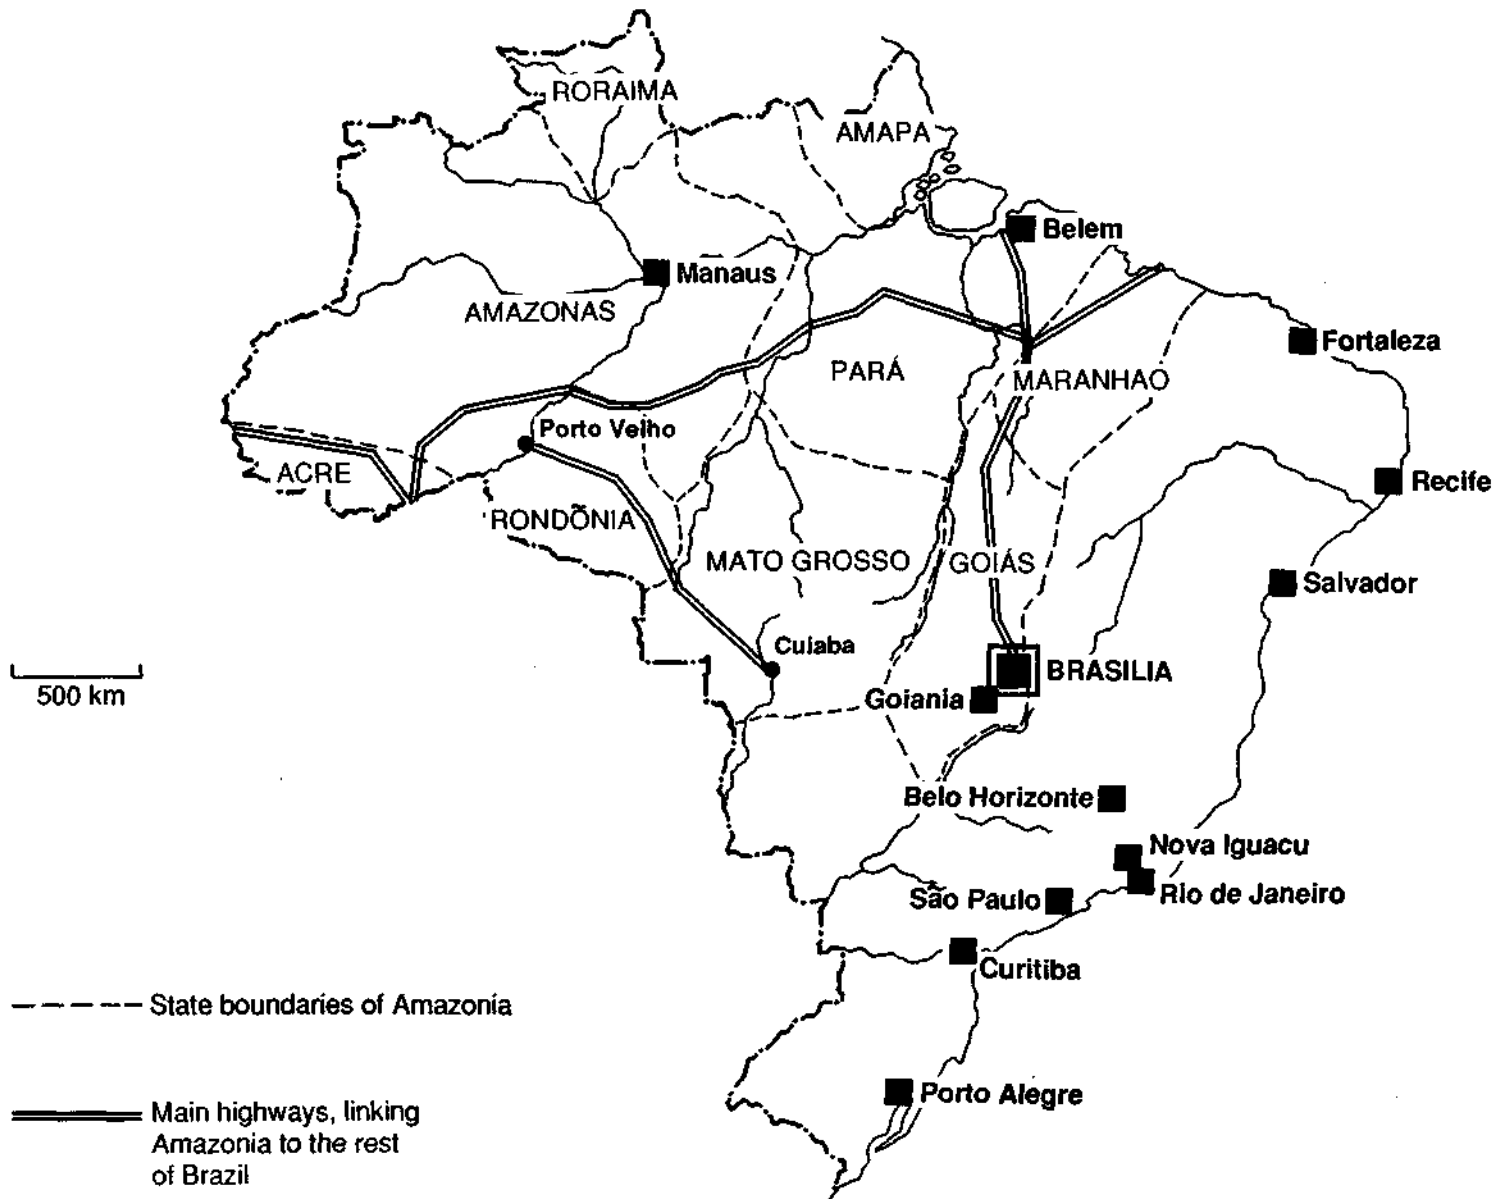 RORAIMA
AMAPA
Belem
Manaus
AMAZONAS
Fortaleza
PARÁ
MARANHAO
Porto Velho
ACRE
Recife
RONDÕNIA
MATO GROSSO
GOIÁS
Salvador
Cuiaba
BRASILIA
500 km
Goiania
Belo Horizonte
Nova Iguacu
São Paulo
Rio de Janeiro
Curitiba
State boundaries of Amazonia
Porto Alegre
Main highways, linking
Amazonia to the rest
of Brazil